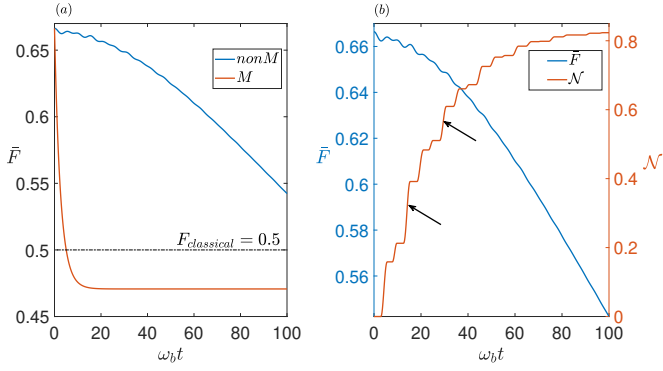 (a)
0.65
0.6
0.55
0.5
0.45
F̄
0 20 40 60 80 100
ω_b t
nonM
M
F_classical = 0.5
(b)
0.66
0.64
0.62
0.6
0.58
0.56
F̄
0 20 40 60 80 100
ω_b t
F̄
𝒩
0.8
0.6
0.4
0.2
0
𝒩